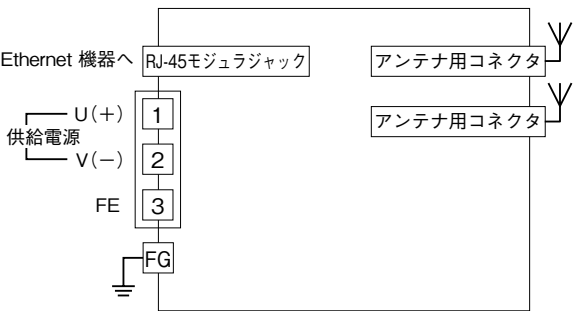 Ethernet 機器へ
RJ-45モジュラジャック
アンテナ用コネクタ
アンテナ用コネクタ
U(+)
1
供給電源
V(−)
2
FE
3
FG